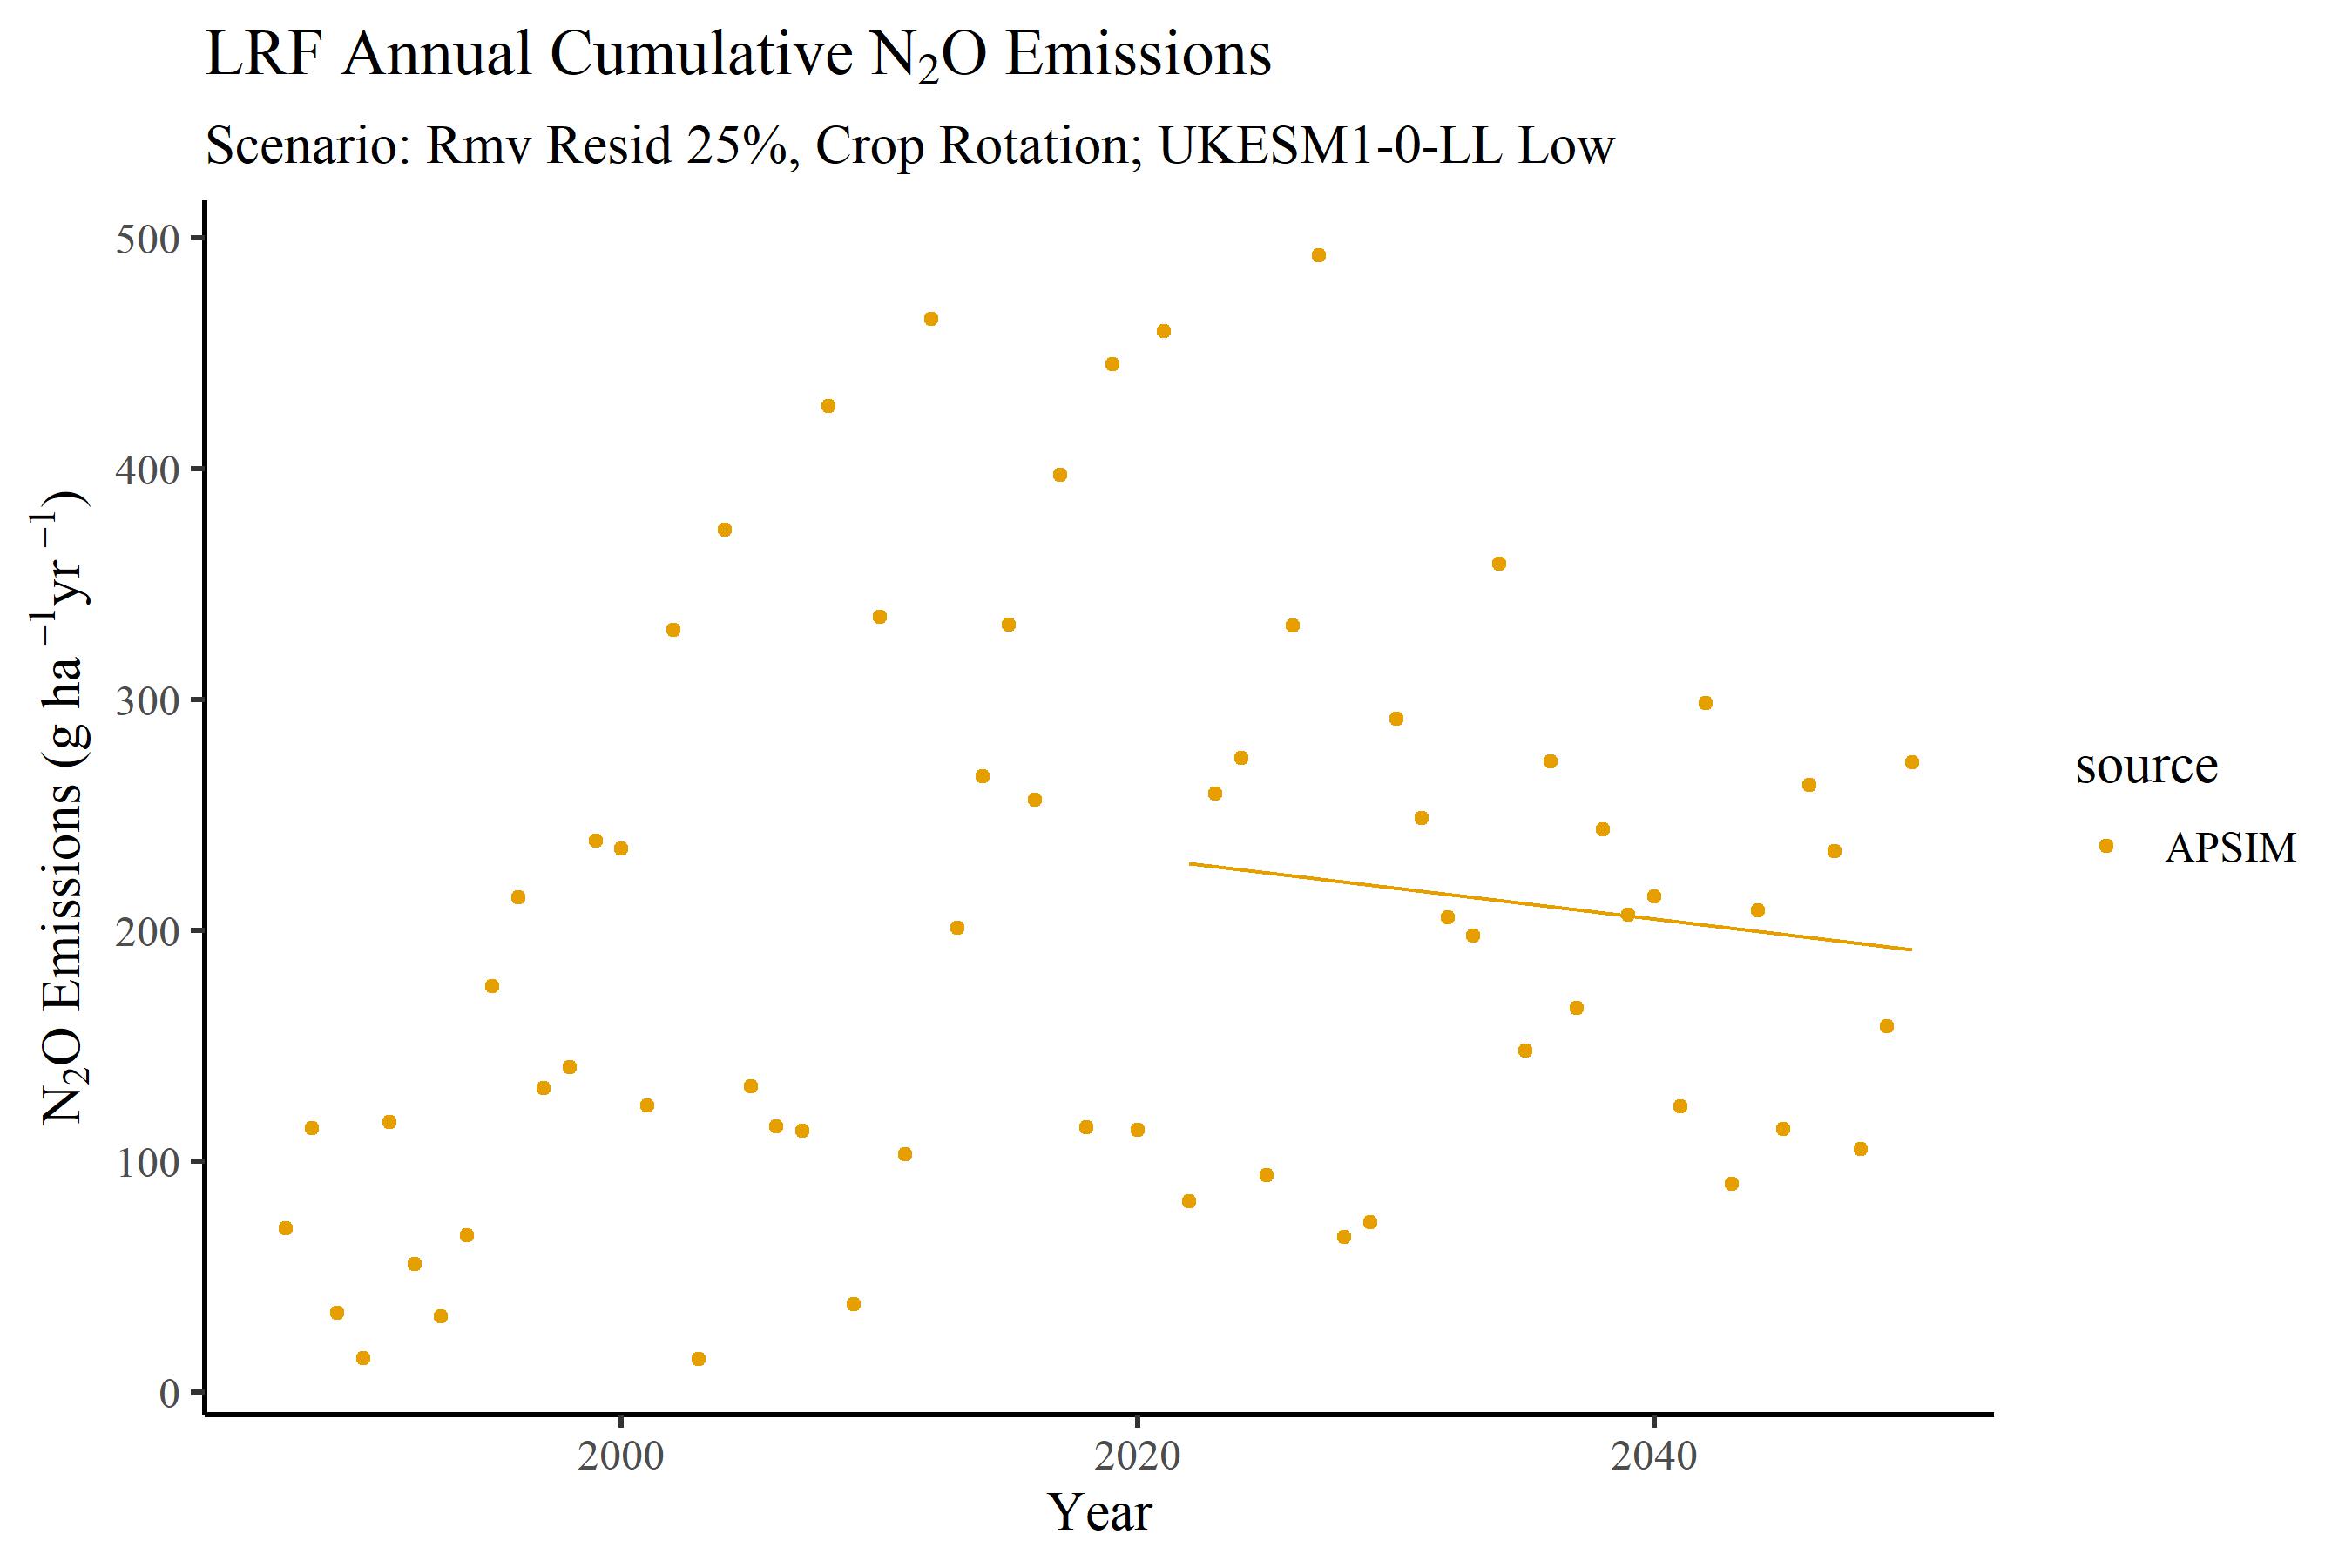 LRF Annual Cumulative N₂O Emissions
Scenario: Rmv Resid 25%, Crop Rotation; UKESM1-0-LL Low
N₂O Emissions (g ha ⁻¹yr ⁻¹)
500
400
300
200
100
0
2000 2020 2040
Year
source
APSIM